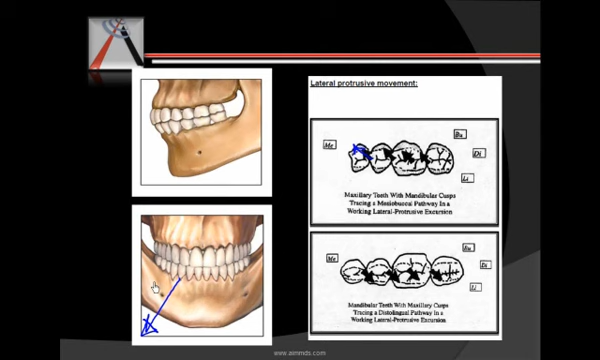 Lateral protrusive movement:
Me
Bu
Di
Li
Maxillary Teeth With Mandibular Cusps
Tracing a Mesiobuccal Pathway In a
Working Lateral-Protrusive Excursion
Me
Bu
Di
Li
Mandibular Teeth With Maxillary Cusps
Tracing a Distolingual Pathway In a
Working Lateral-Protrusive Excursion
www.aimmds.com